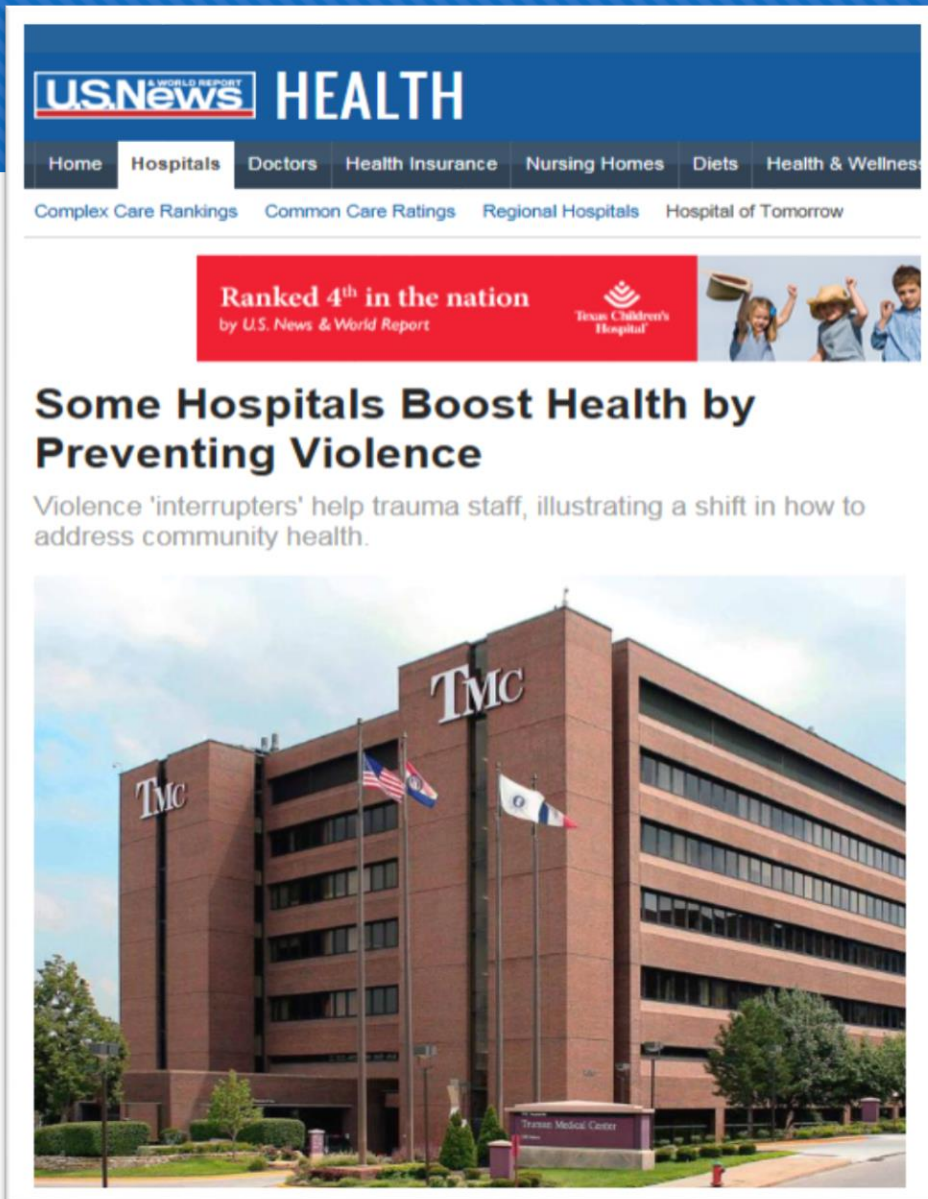 U.S.News & WORLD REPORT HEALTH
Home Hospitals Doctors Health Insurance Nursing Homes Diets Health & Wellness
Complex Care Rankings Common Care Ratings Regional Hospitals Hospital of Tomorrow
Ranked 4th in the nation
by U.S. News & World Report
Texas Children's
Hospital
Some Hospitals Boost Health by
Preventing Violence
Violence 'interrupters' help trauma staff, illustrating a shift in how to
address community health.
TMC
TMC
Truman Medical Center